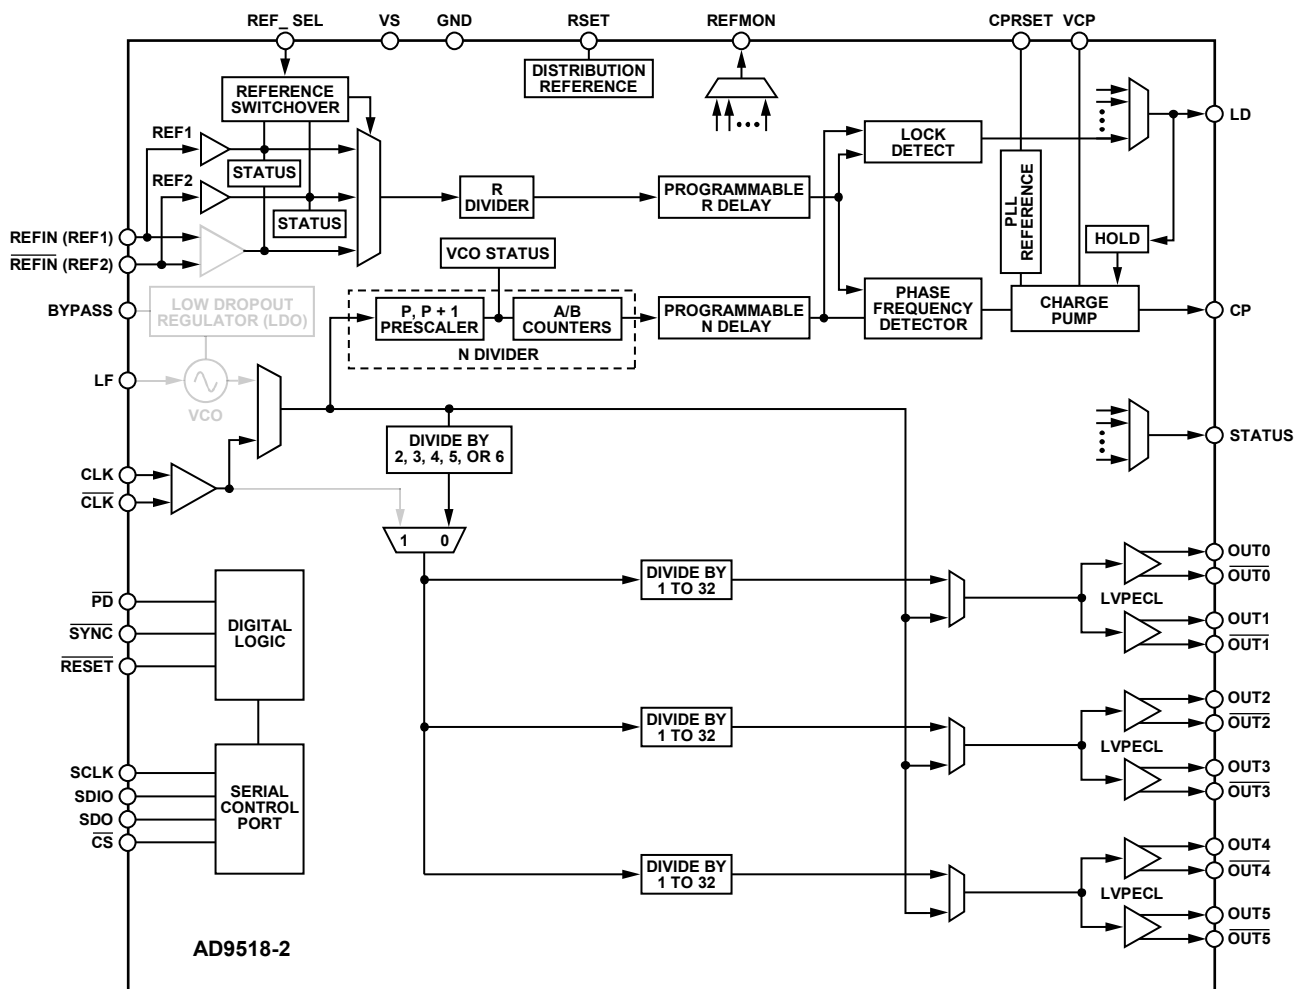 REF_SEL
VS
GND
RSET
REFMON
CPRSET
VCP
DISTRIBUTION
REFERENCE
REFERENCE
SWITCHOVER
REF1
STATUS
REF2
STATUS
REFIN (REF1)
REFIN (REF2)
BYPASS
LOW DROPOUT
REGULATOR (LDO)
LF
VCO
CLK
CLK
R
DIVIDER
VCO STATUS
P, P + 1
PRESCALER
A/B
COUNTERS
N DIVIDER
PROGRAMMABLE
R DELAY
PROGRAMMABLE
N DELAY
LOCK
DETECT
PHASE
FREQUENCY
DETECTOR
PLL
REFERENCE
HOLD
CHARGE
PUMP
LD
CP
STATUS
DIVIDE BY
2, 3, 4, 5, OR 6
1 0
PD
SYNC
RESET
DIGITAL
LOGIC
SCLK
SDIO
SDO
CS
SERIAL
CONTROL
PORT
DIVIDE BY
1 TO 32
LVPECL
OUT0
OUT0
OUT1
OUT1
DIVIDE BY
1 TO 32
LVPECL
OUT2
OUT2
OUT3
OUT3
DIVIDE BY
1 TO 32
LVPECL
OUT4
OUT4
OUT5
OUT5
AD9518-2